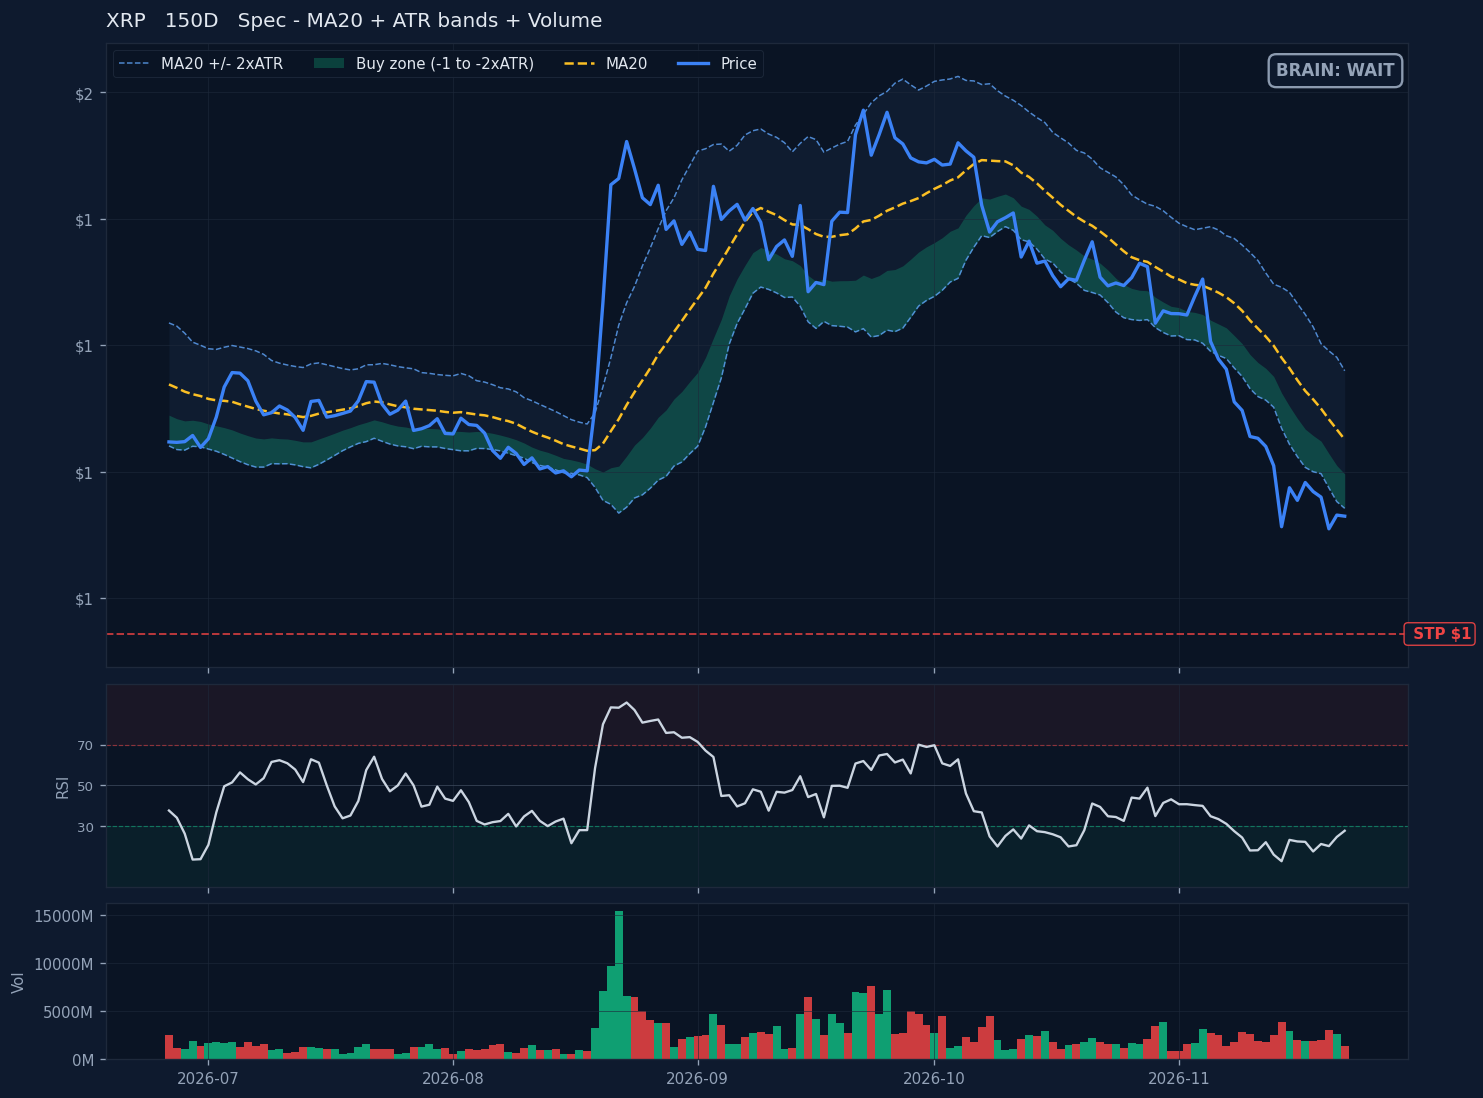 XRP   150D   Spec - MA20 + ATR bands + Volume
MA20 +/- 2xATR
Buy zone (-1 to -2xATR)
MA20
Price
BRAIN: WAIT
$2
$1
$1
$1
$1
STP $1
RSI
70
50
30
Vol
15000M
10000M
5000M
0M
2026-07
2026-08
2026-09
2026-10
2026-11